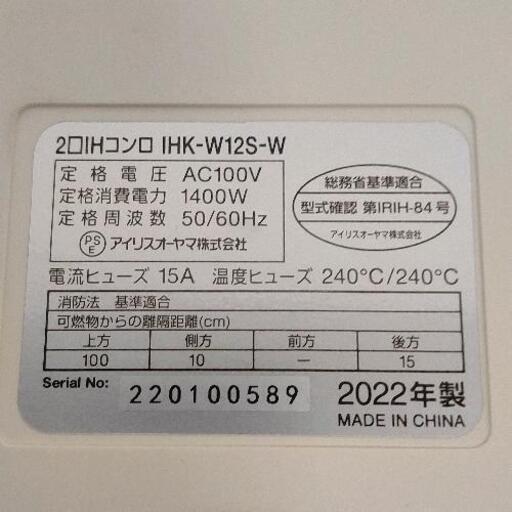 2口IHコンロ IHK-W12S-W
定格電圧 AC100V
定格消費電力 1400W
定格周波数 50/60Hz
PSE アイリスオーヤマ株式会社
総務省基準適合
型式確認 第IRIH-84号
アイリスオーヤマ株式会社
電流ヒューズ 15A 温度ヒューズ 240°C/240°C
消防法 基準適合
可燃物からの離隔距離(cm)
上方 側方 前方 後方
100 10 — 15
Serial No: 220100589
2022年製
MADE IN CHINA